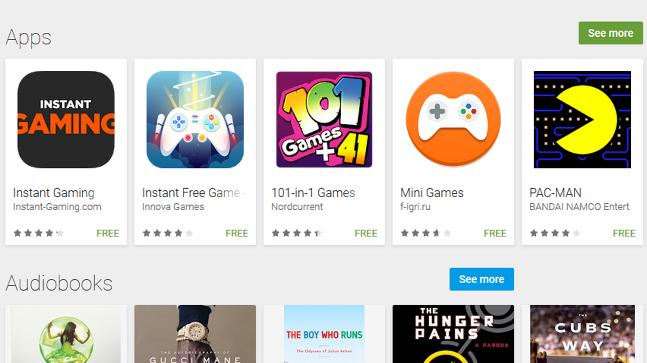 Apps
See more
INSTANT
GAMING
101
Games
+41
Instant Gaming
Instant-Gaming.com
FREE
Instant Free Game
Innova Games
FREE
101-in-1 Games
Nordcurrent
FREE
Mini Games
f-igri.ru
FREE
PAC-MAN
BANDAI NAMCO Entert
FREE
Audiobooks
See more
GUCCI MANE
THE BOY WHO RUNS
The Odyssey of Julius Achon
THE
HUNGER
PAINS
A PARODY
THE
CUBS
WAY